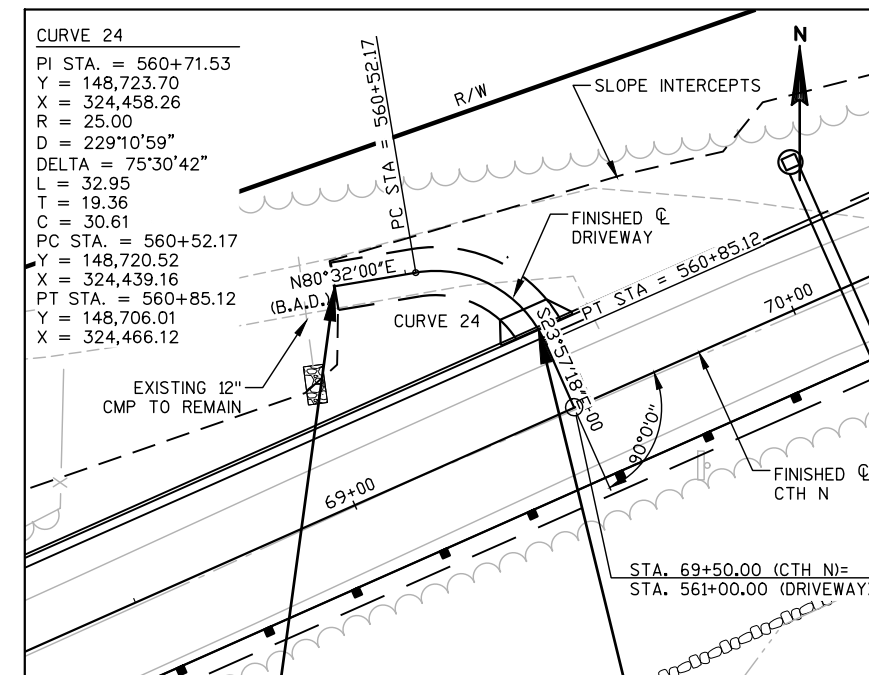 CURVE 24
PI STA. = 560+71.53
Y = 148,723.70
X = 324,458.26
R = 25.00
D = 229°10'59"
DELTA = 75°30'42"
L = 32.95
T = 19.36
C = 30.61
PC STA. = 560+52.17
Y = 148,720.52
X = 324,439.16
PT STA. = 560+85.12
Y = 148,706.01
X = 324,466.12
PC STA = 560+52.17
R/W
SLOPE INTERCEPTS
N
FINISHED ℄
DRIVEWAY
N80°32'00"E
(B.A.D.)
CURVE 24
PT STA = 560+85.12
S23°57'18"E
+00
70+00
EXISTING 12"
CMP TO REMAIN
69+00
90°0'0"
FINISHED ℄
CTH N
STA. 69+50.00 (CTH N)=
STA. 561+00.00 (DRIVEWAY)